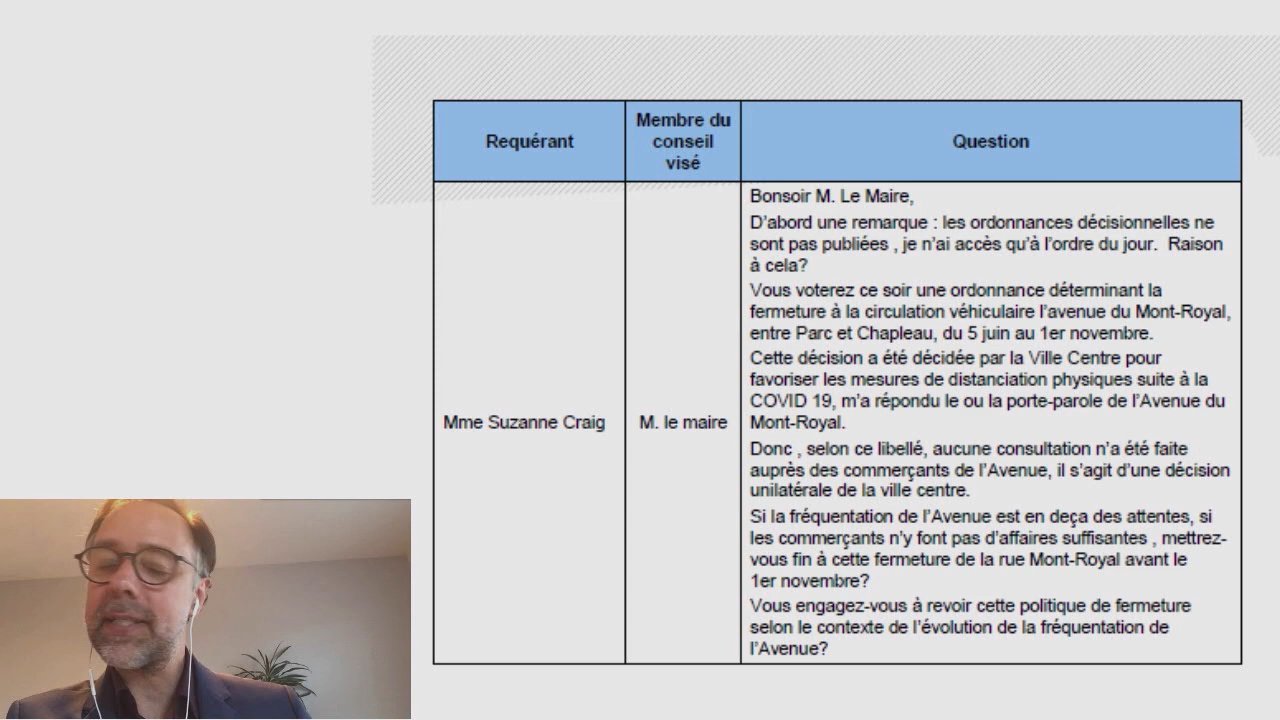 Requérant
Membre du
conseil
visé
Question
Mme Suzanne Craig
M. le maire
Bonsoir M. Le Maire,
D'abord une remarque : les ordonnances décisionnelles ne
sont pas publiées , je n'ai accès qu'à l'ordre du jour. Raison
à cela?
Vous voterez ce soir une ordonnance déterminant la
fermeture à la circulation véhiculaire l'avenue du Mont-Royal,
entre Parc et Chapleau, du 5 juin au 1er novembre.
Cette décision a été décidée par la Ville Centre pour
favoriser les mesures de distanciation physiques suite à la
COVID 19, m'a répondu le ou la porte-parole de l'Avenue du
Mont-Royal.
Donc , selon ce libellé, aucune consultation n'a été faite
auprès des commerçants de l'Avenue, il s'agit d'une décision
unilatérale de la ville centre.
Si la fréquentation de l'Avenue est en deça des attentes, si
les commerçants n'y font pas d'affaires suffisantes , mettrez-
vous fin à cette fermeture de la rue Mont-Royal avant le
1er novembre?
Vous engagez-vous à revoir cette politique de fermeture
selon le contexte de l'évolution de la fréquentation de
l'Avenue?